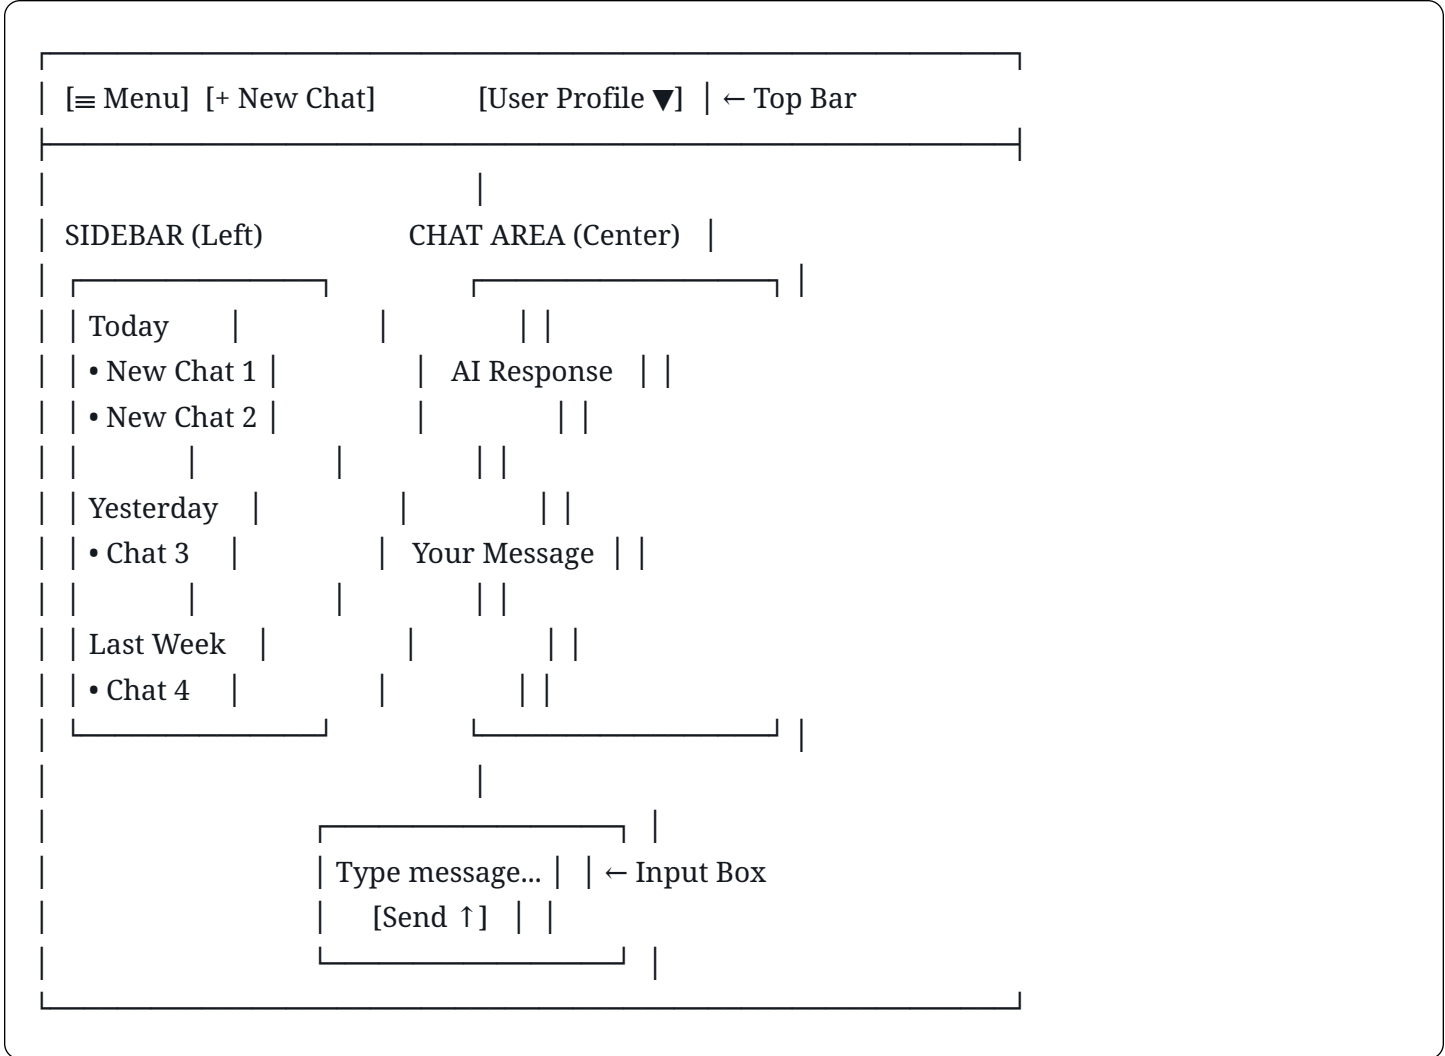 [≡ Menu] [+ New Chat] [User Profile ▼] ← Top Bar
SIDEBAR (Left) CHAT AREA (Center)
Today
• New Chat 1 AI Response
• New Chat 2
Yesterday
• Chat 3 Your Message
Last Week
• Chat 4
Type message... ← Input Box
[Send ↑]